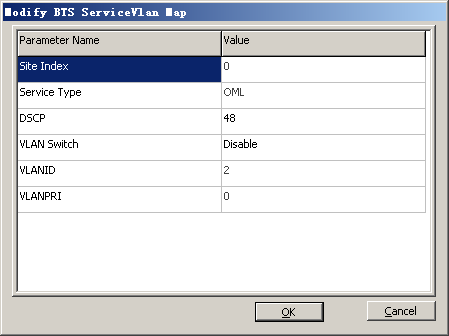 Modify BTS ServiceVlan Map
Parameter Name Value
Site Index 0
Service Type OML
DSCP 48
VLAN Switch Disable
VLANID 2
VLANPRI 0
OK Cancel